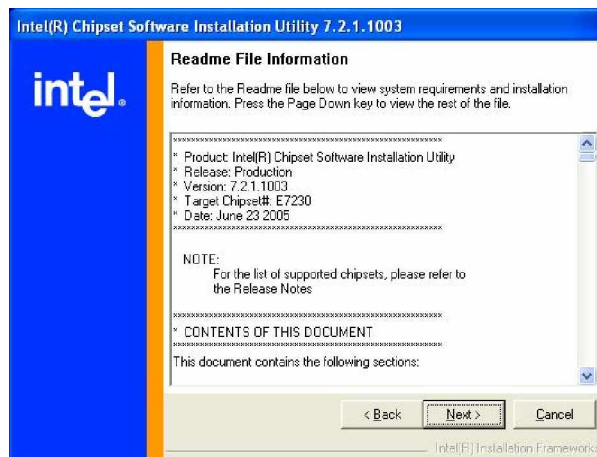 Intel(R) Chipset Software Installation Utility 7.2.1.1003
intel®
Readme File Information
Refer to the Readme file below to view system requirements and installation
information. Press the Page Down key to view the rest of the file.
************************************************************
* Product: Intel(R) Chipset Software Installation Utility
* Release: Production
* Version: 7.2.1.1003
* Target Chipset#: E7230
* Date: June 23 2005
************************************************************
NOTE:
For the list of supported chipsets, please refer to
the Release Notes
************************************************************
* CONTENTS OF THIS DOCUMENT
************************************************************
This document contains the following sections:
< Back
Next >
Cancel
Intel(R) Installation Framework